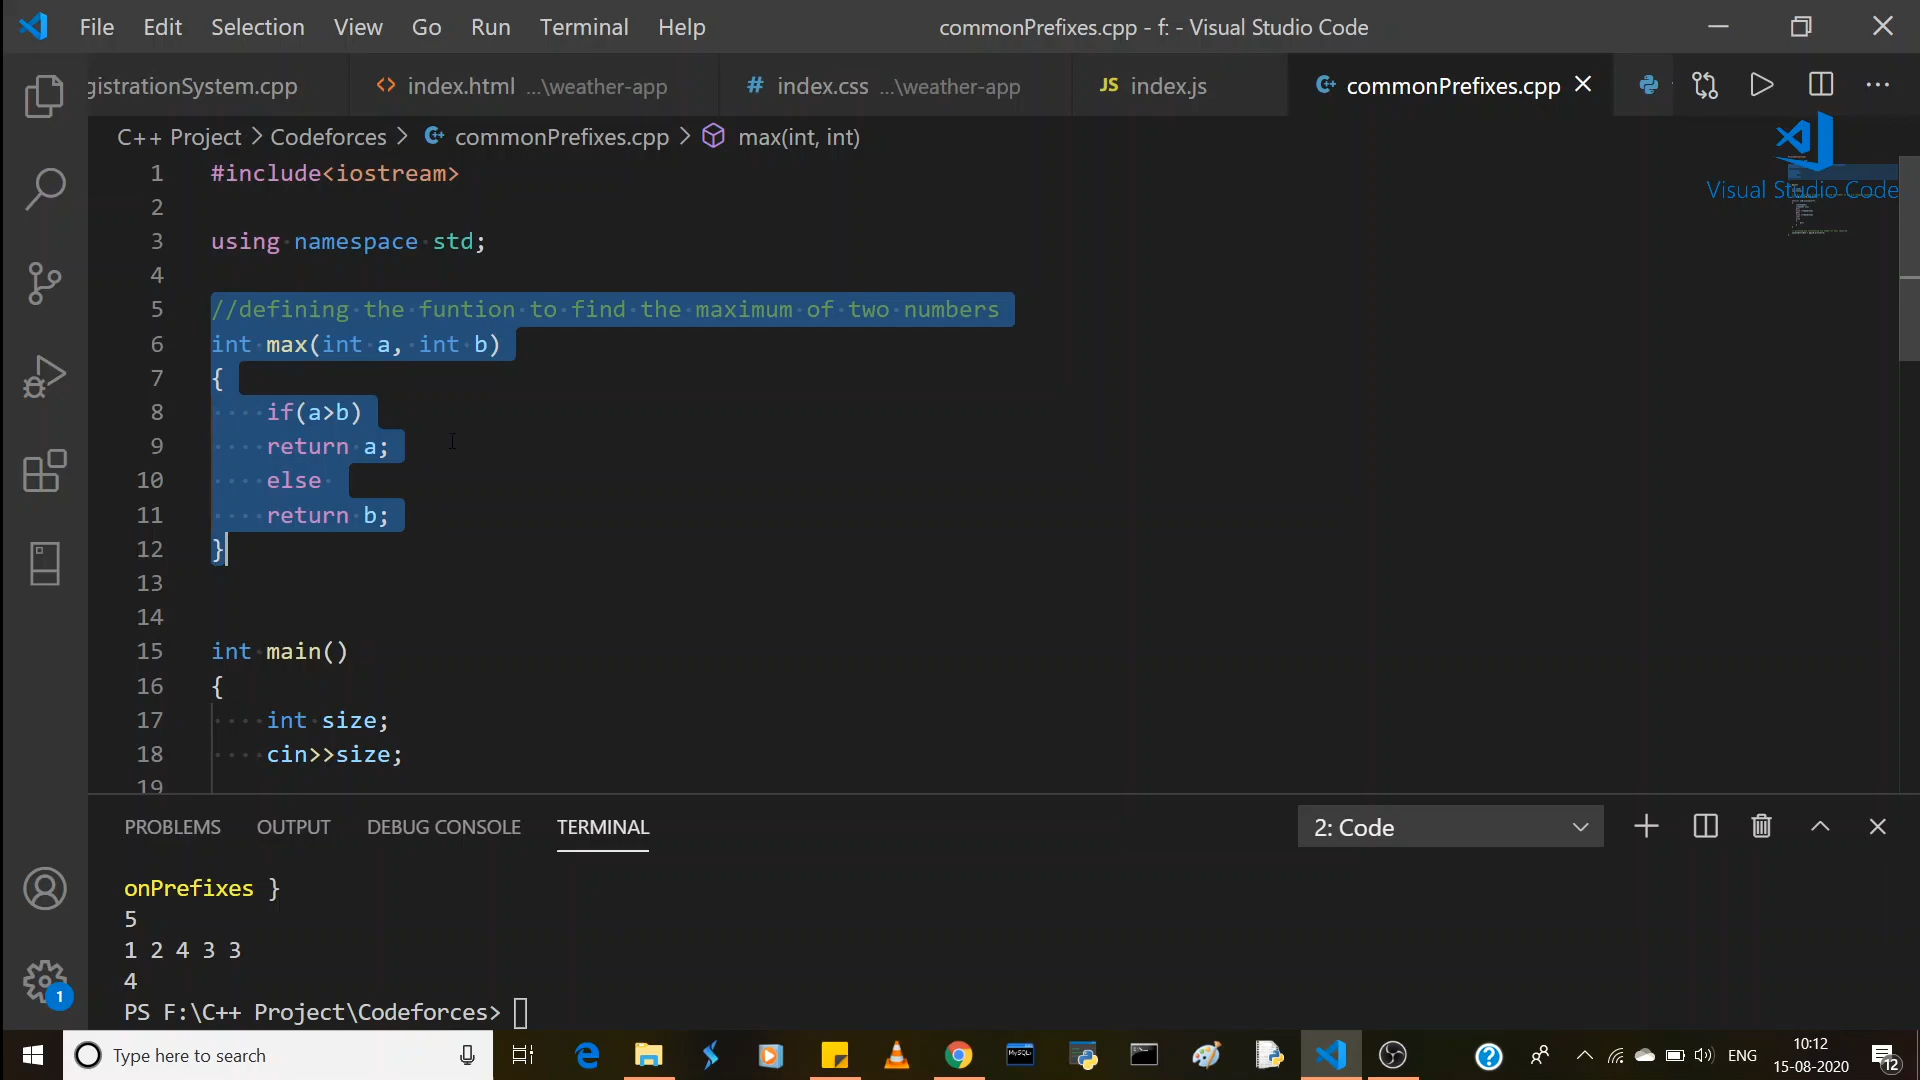 File Edit Selection View Go Run Terminal Help commonPrefixes.cpp - f: - Visual Studio Code
gistrationSystem.cpp <> index.html ...\weather-app # index.css ...\weather-app JS index.js commonPrefixes.cpp
C++ Project > Codeforces > commonPrefixes.cpp > max(int, int)
Visual Studio Code
1 #include<iostream>
2
3 using namespace std;
4
5 //defining the funtion to find the maximum of two numbers
6 int max(int a, int b)
7 {
8 if(a>b)
9 return a;
10 else
11 return b;
12 }
13
14
15 int main()
16 {
17 int size;
18 cin>>size;
19
PROBLEMS OUTPUT DEBUG CONSOLE TERMINAL 2: Code
onPrefixes }
5
1 2 4 3 3
4
PS F:\C++ Project\Codeforces>
1
Type here to search MySQL ENG 10:12
15-08-2020 12